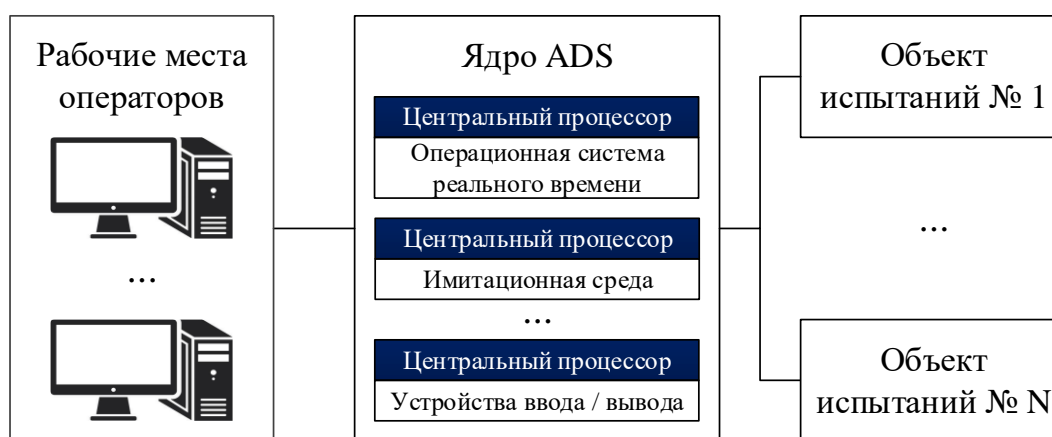 Рабочие места
операторов
...
Ядро ADS
Центральный процессор
Операционная система
реального времени
Центральный процессор
Имитационная среда
...
Центральный процессор
Устройства ввода / вывода
Объект
испытаний № 1
...
Объект
испытаний № N